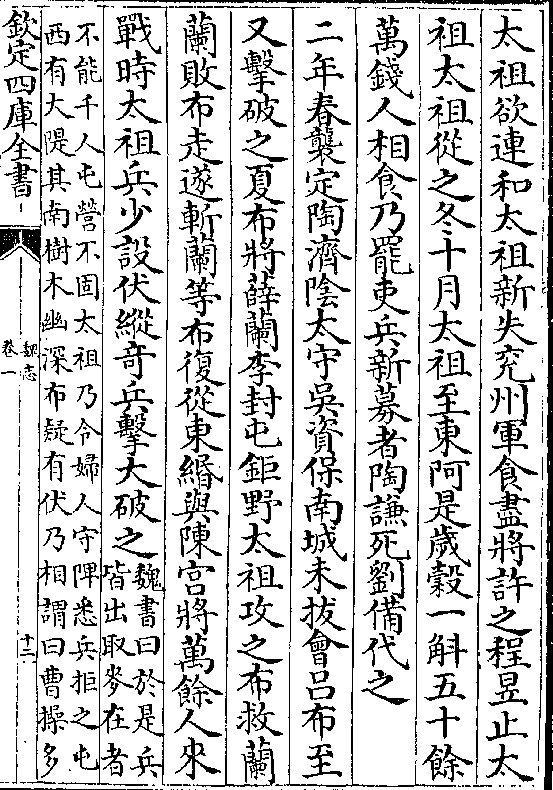 太祖欲連和太祖新失兖州軍食盡將許之程昱止太
祖太祖從之冬十月太祖至東阿是歲榖一斛五十餘
萬錢人相食乃罷吏兵新募者陶謙死劉備代之
二年春襲定陶濟隂太守吳資保南城未拔會吕布至
又擊破之夏布將薛蘭李封屯鉅野太祖攻之布救蘭
蘭敗布走遂斬蘭等布復從東緡與陳宫將萬餘人來
戰時太祖兵少設伏縱竒兵擊大破之
魏書曰於是兵
皆出取麥在者
不能千人屯營不固太祖乃令婦人守陴悉兵拒之屯
西有大隄其南樹木幽深布疑有伏乃相謂曰曹操多
欽定四庫全書
魏志
卷一
十二